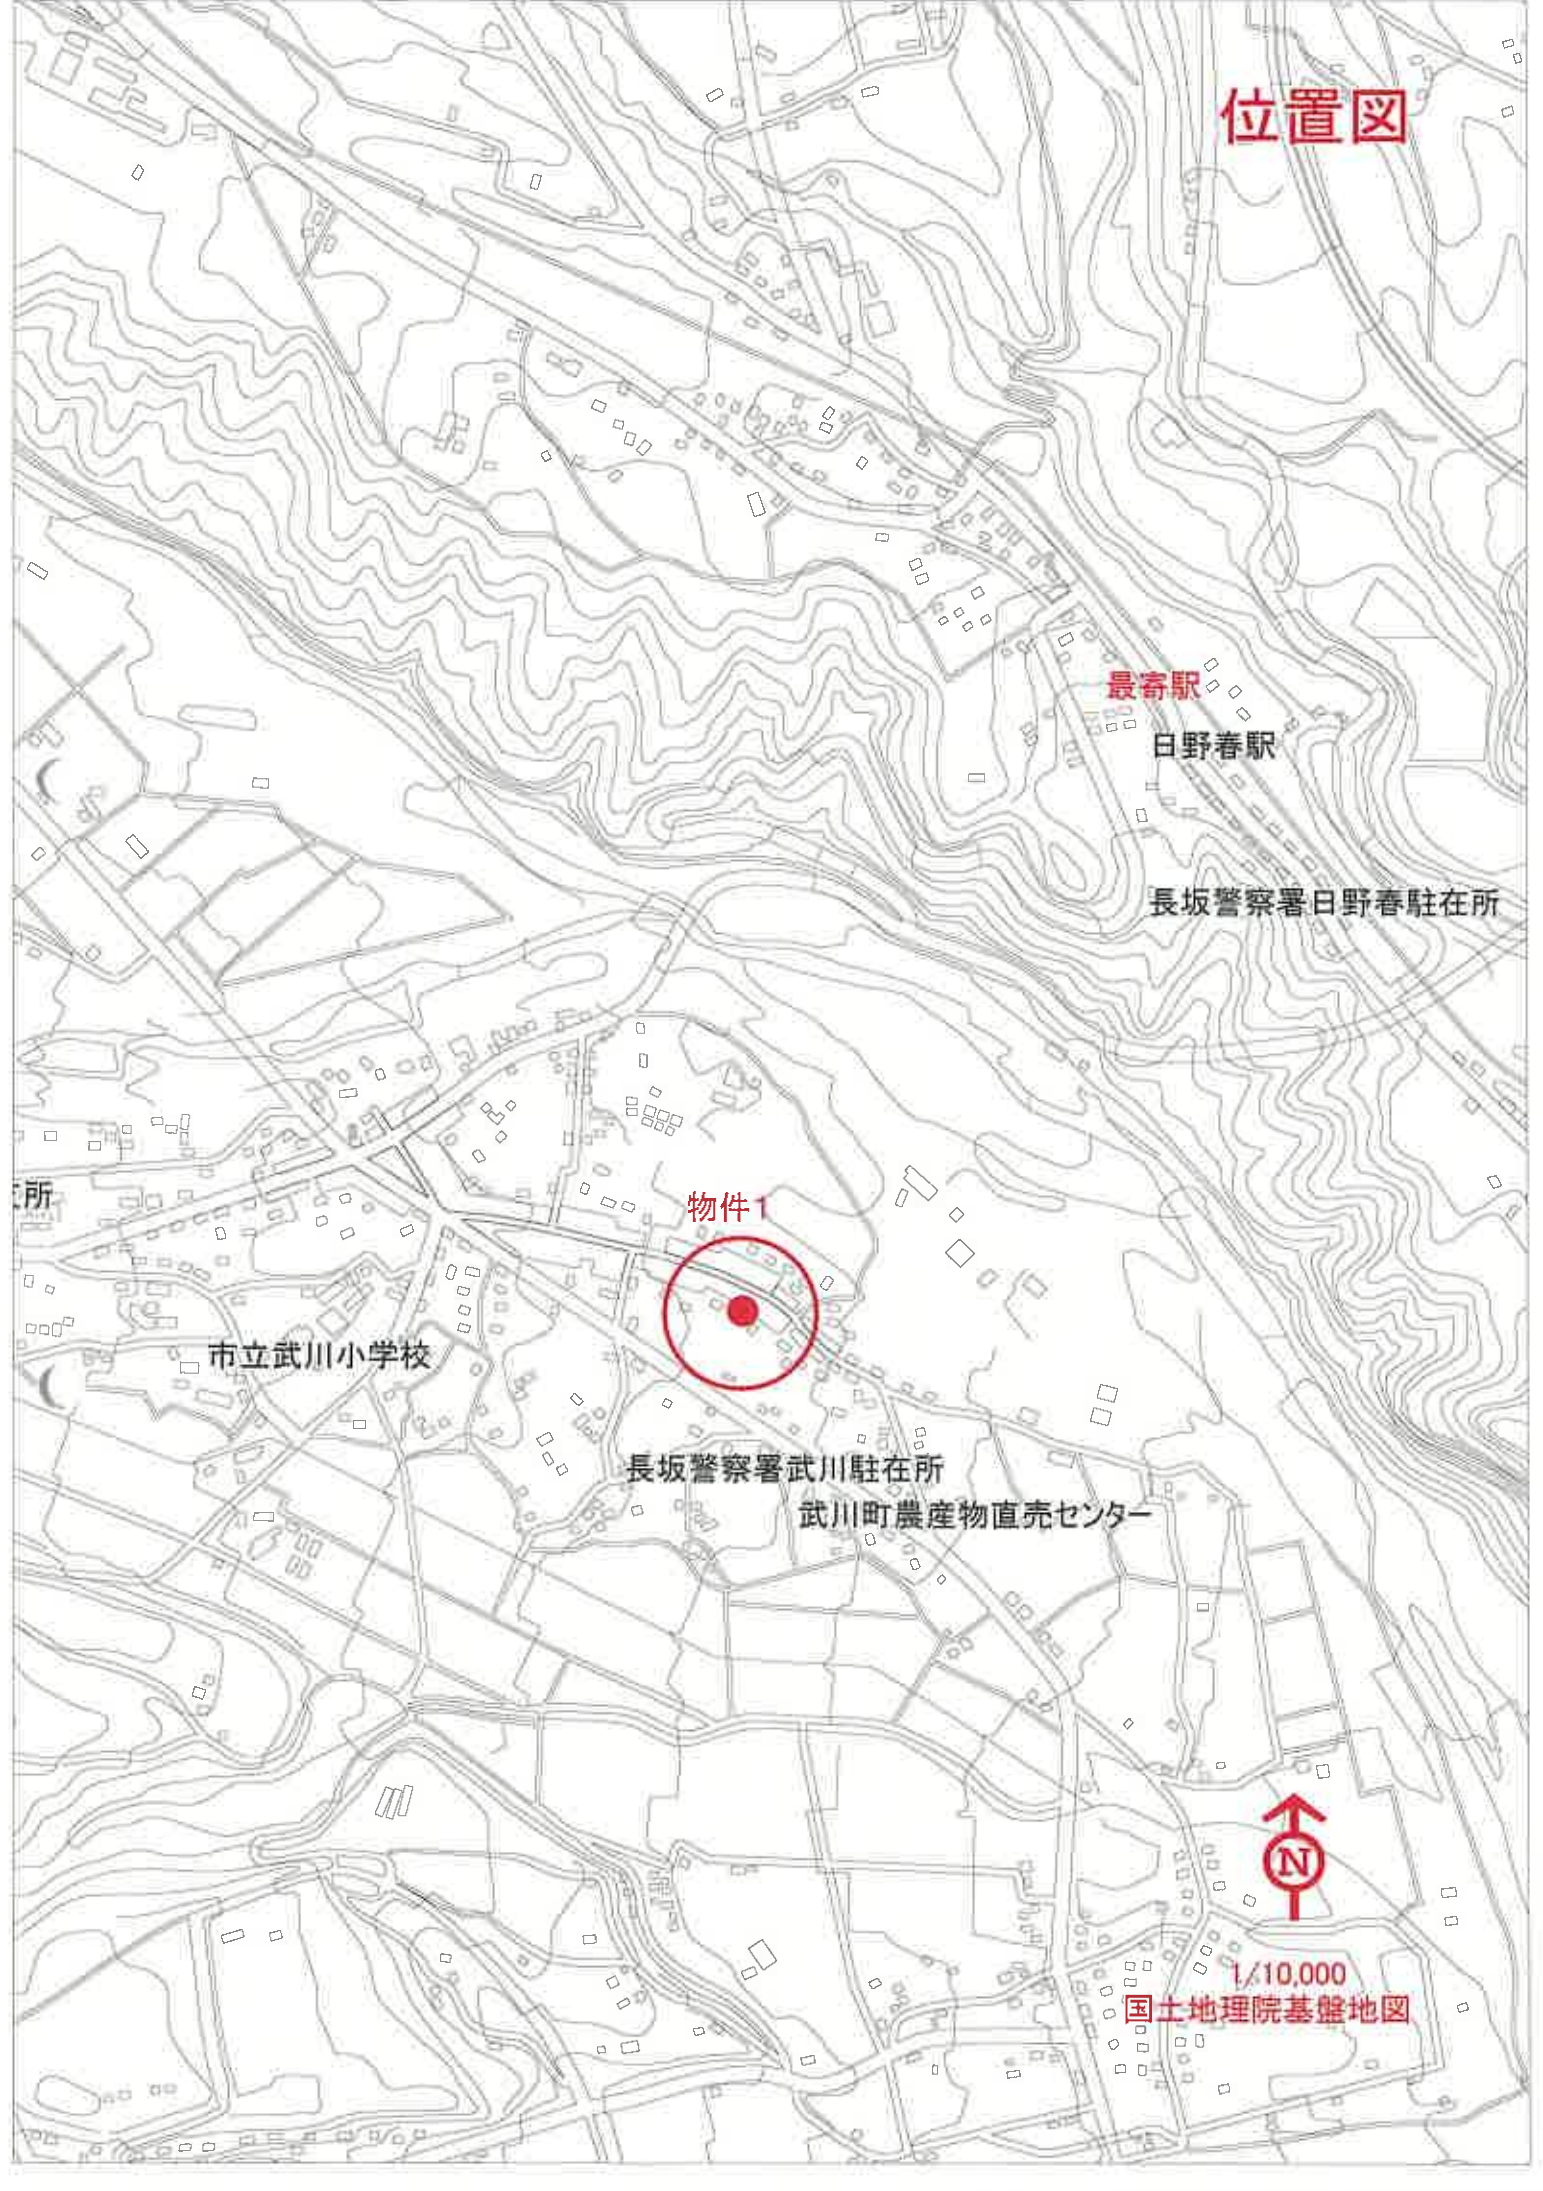 位置図
最寄駅
日野春駅
長坂警察署日野春駐在所
所
物件1
市立武川小学校
長坂警察署武川駐在所
武川町農産物直売センター
N
1/10,000
国土地理院基盤地図